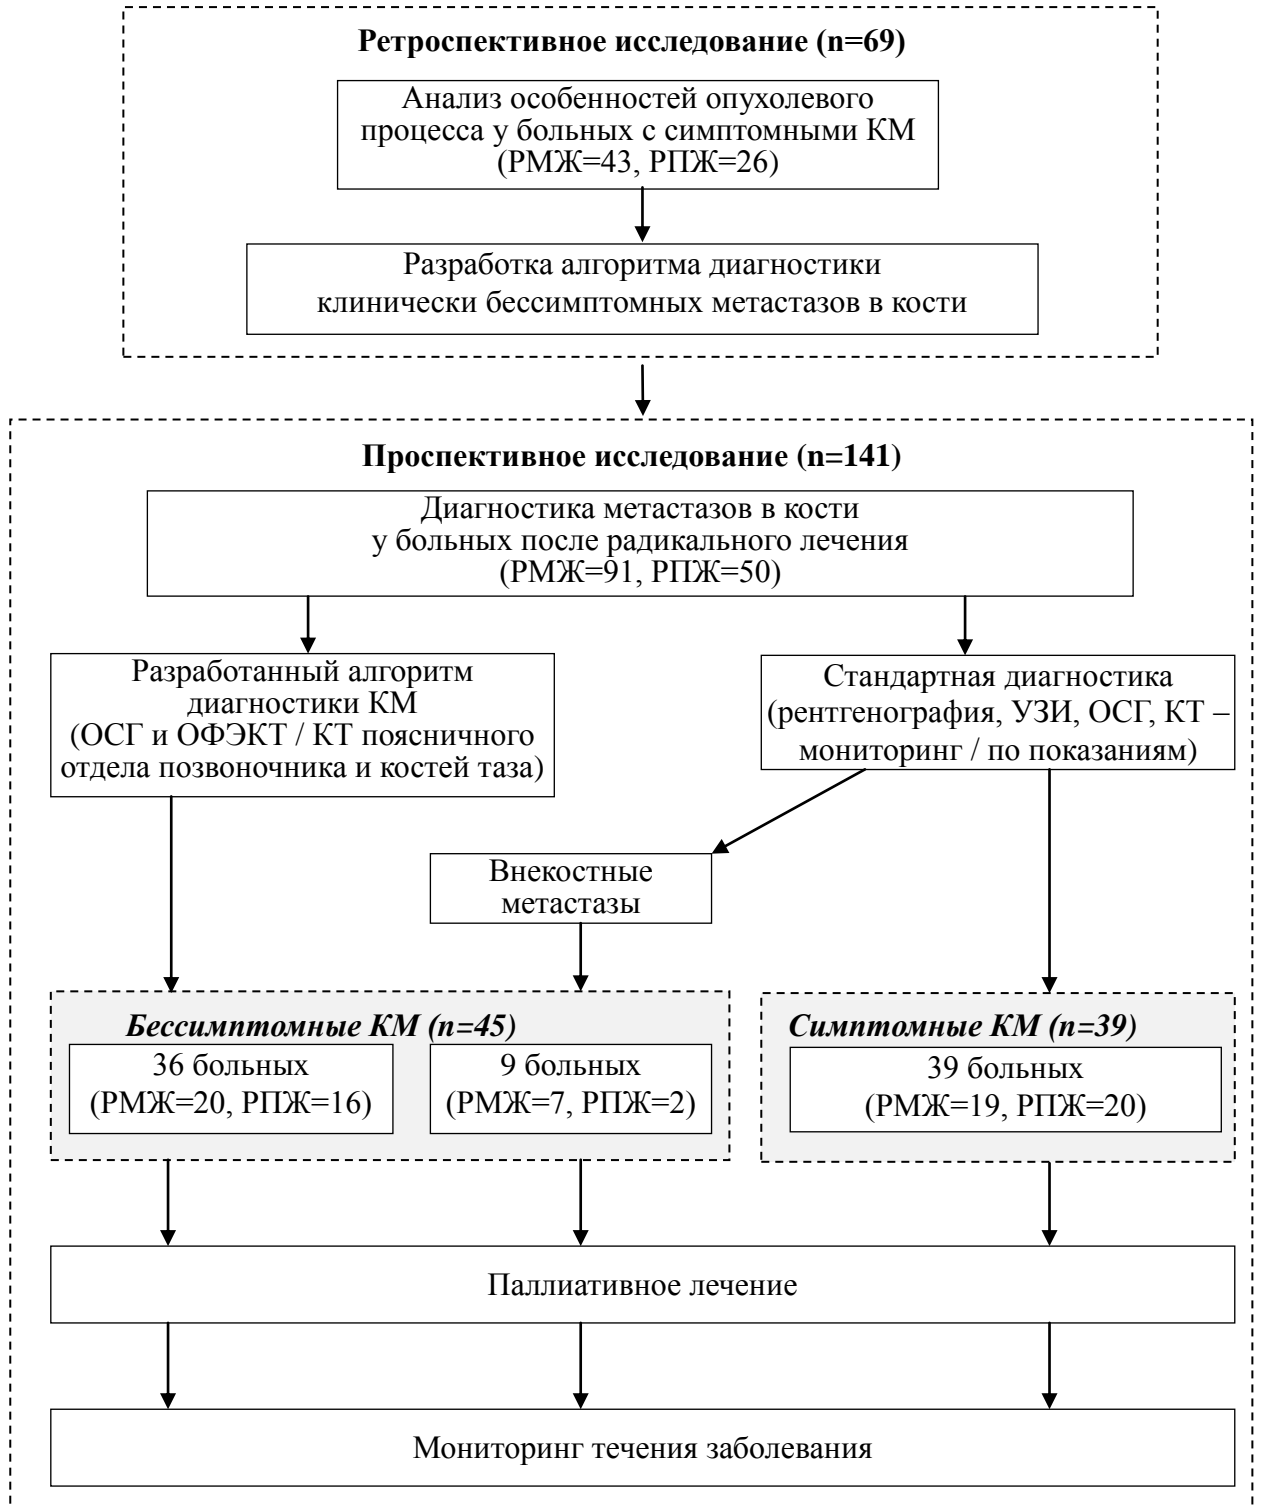 Ретроспективное исследование (n=69)
Анализ особенностей опухолевого
процесса у больных с симптомными КМ
(РМЖ=43, РПЖ=26)
Разработка алгоритма диагностики
клинически бессимптомных метастазов в кости
Проспективное исследование (n=141)
Диагностика метастазов в кости
у больных после радикального лечения
(РМЖ=91, РПЖ=50)
Разработанный алгоритм
диагностики КМ
(ОСГ и ОФЭКТ / КТ поясничного
отдела позвоночника и костей таза)
Стандартная диагностика
(рентгенография, УЗИ, ОСГ, КТ –
мониторинг / по показаниям)
Внекостные
метастазы
Бессимптомные КМ (n=45)
36 больных
(РМЖ=20, РПЖ=16)
9 больных
(РМЖ=7, РПЖ=2)
Симптомные КМ (n=39)
39 больных
(РМЖ=19, РПЖ=20)
Паллиативное лечение
Мониторинг течения заболевания